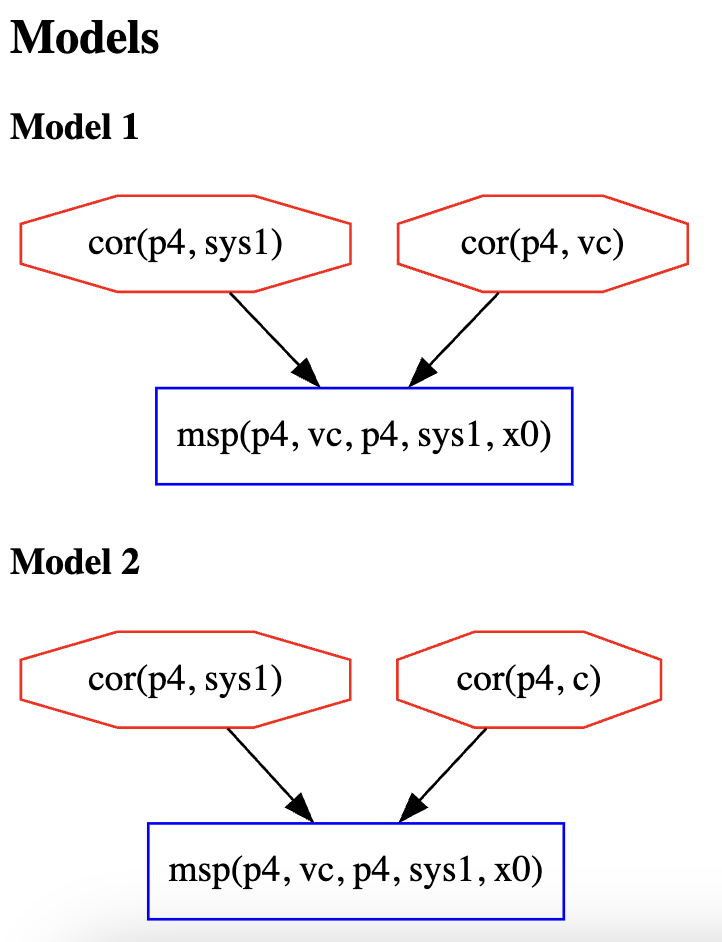 Models
Model 1
cor(p4, sys1)
cor(p4, vc)
msp(p4, vc, p4, sys1, x0)
Model 2
cor(p4, sys1)
cor(p4, c)
msp(p4, vc, p4, sys1, x0)